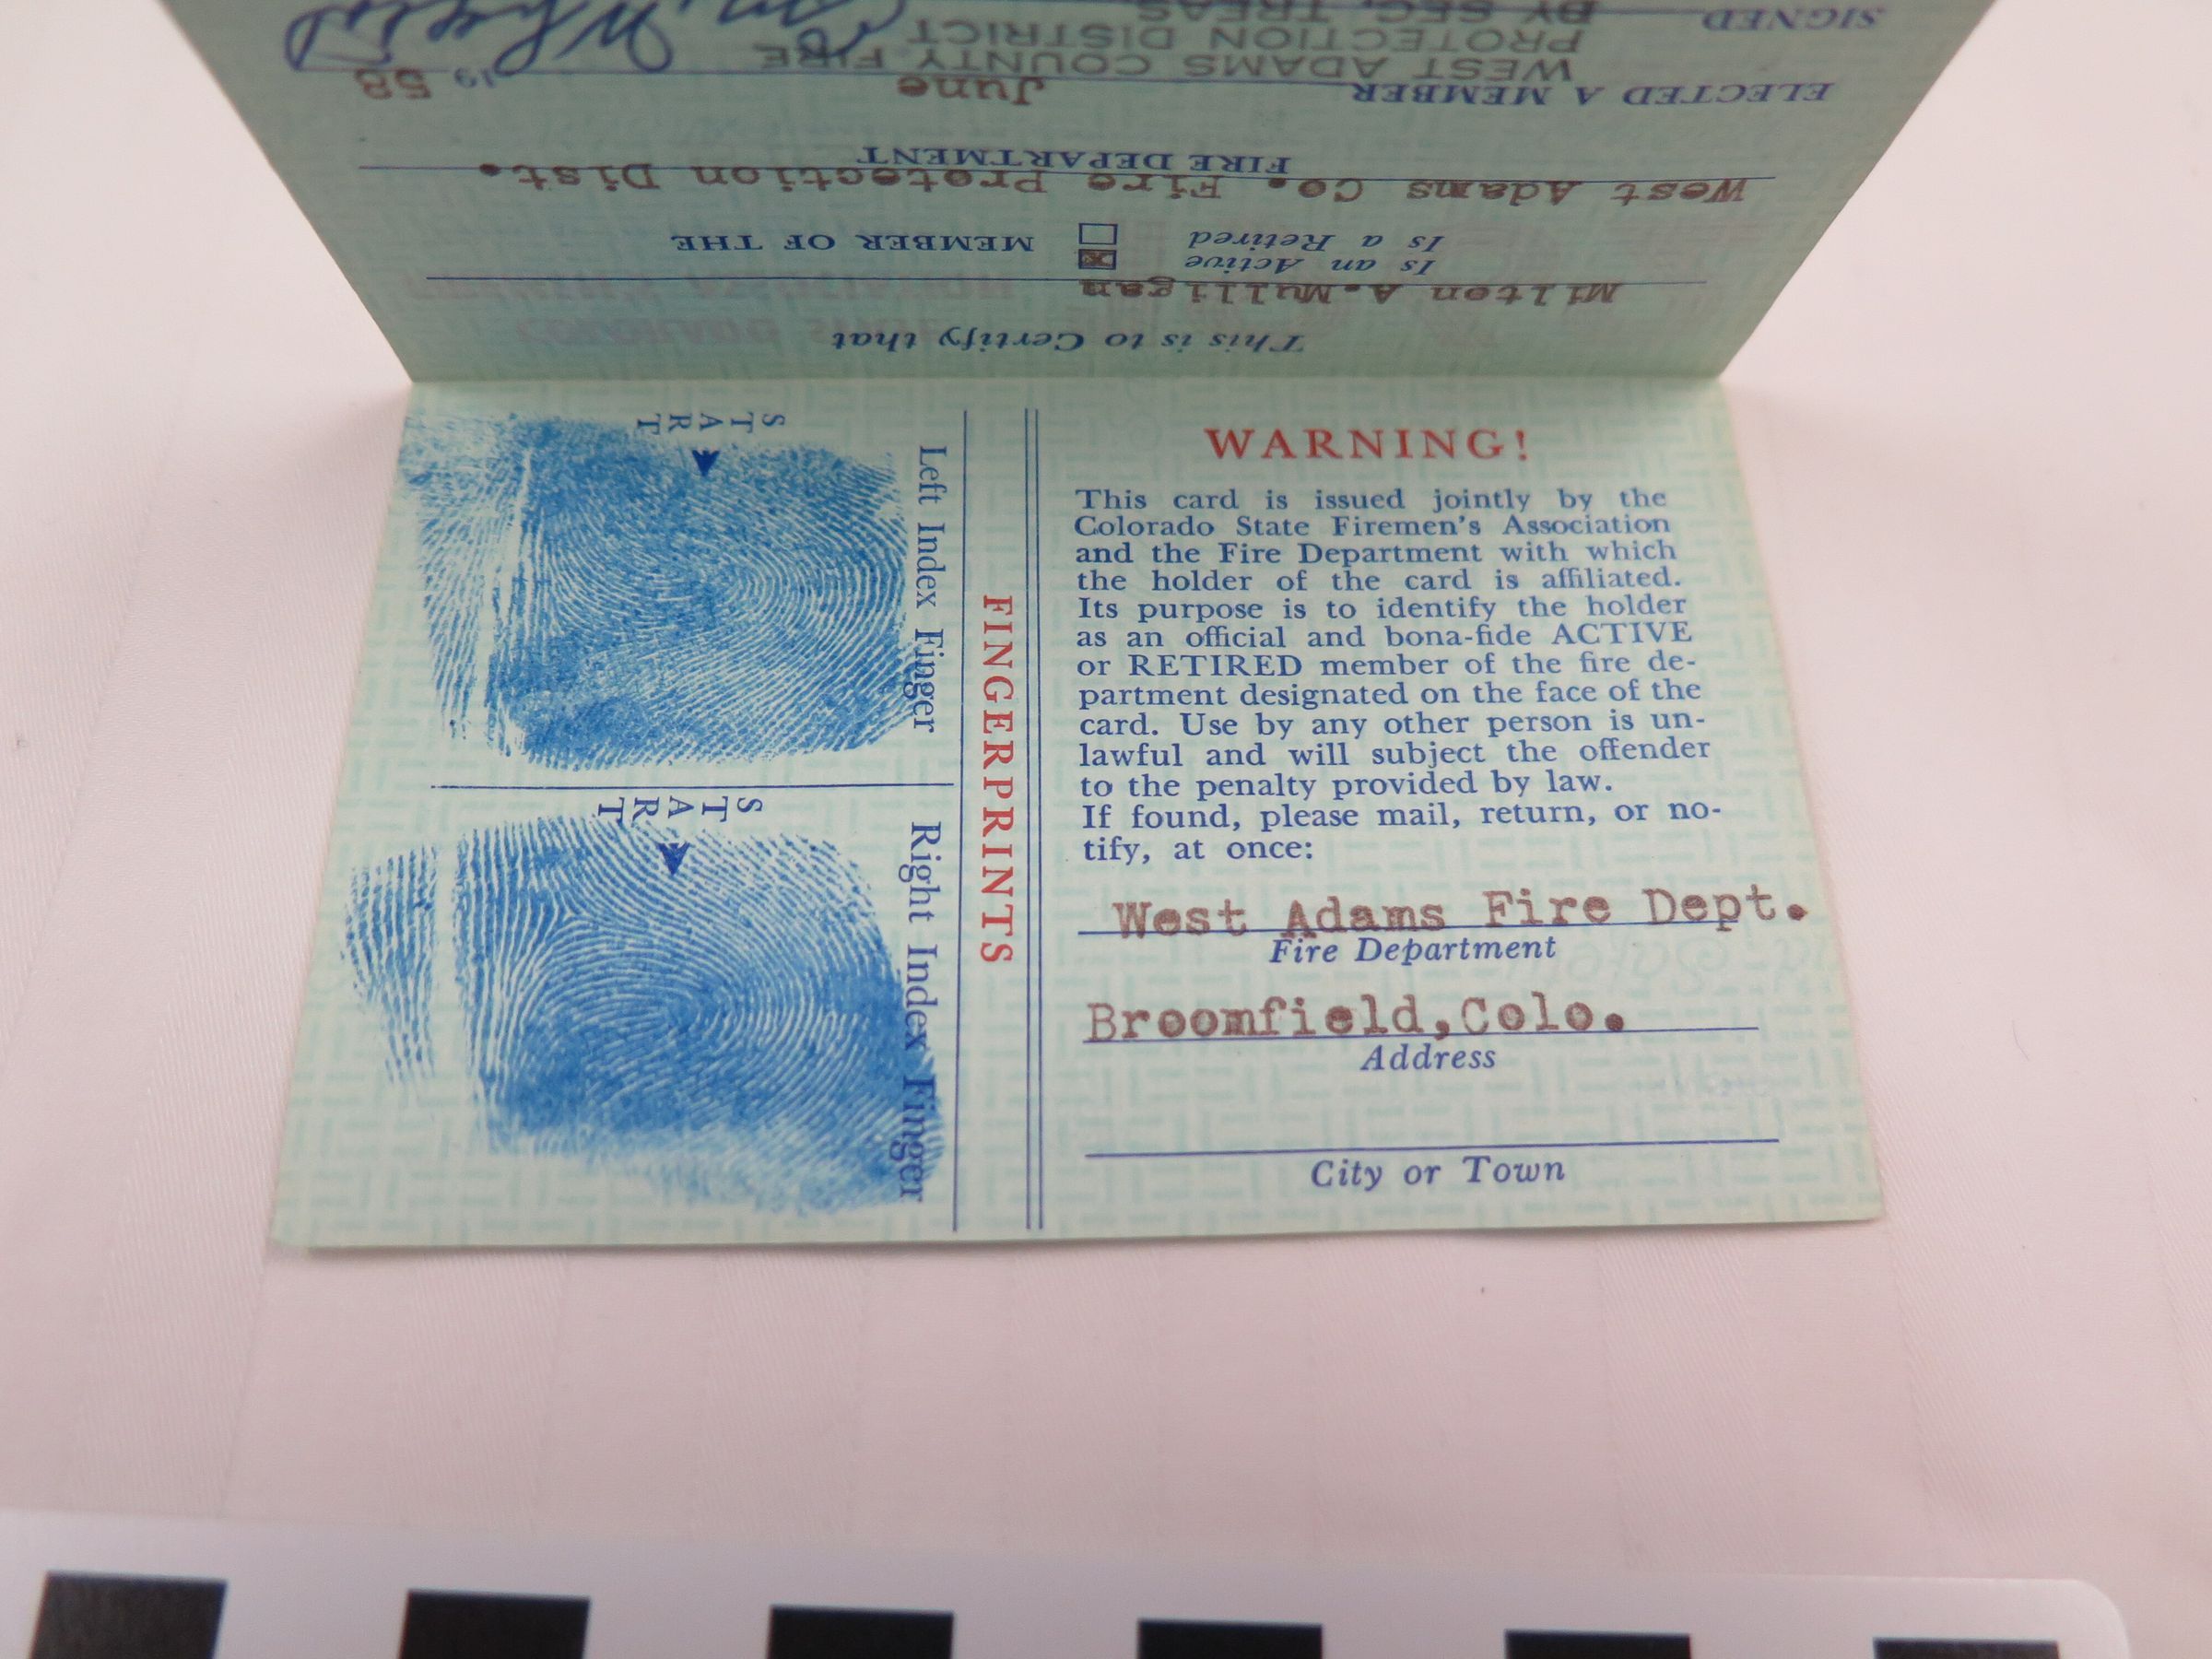 This is to Certify that
Milton A.Mulligan
Is an Active
Is a Retired
MEMBER OF THE
West Adams Co. Fire Protection Dist.
FIRE DEPARTMENT
ELECTED A MEMBER June 19 58
WEST ADAMS COUNTY FIRE
PROTECTION DISTRICT
BY SEC. TREAS
SIGNED
START
Left Index Finger
START
Right Index Finger
FINGERPRINTS
WARNING!
This card is issued jointly by the
Colorado State Firemen's Association
and the Fire Department with which
the holder of the card is affiliated.
Its purpose is to identify the holder
as an official and bona-fide ACTIVE
or RETIRED member of the fire de-
partment designated on the face of the
card. Use by any other person is un-
lawful and will subject the offender
to the penalty provided by law.
If found, please mail, return, or no-
tify, at once:
West Adams Fire Dept.
Fire Department
Broomfield,Colo.
Address
City or Town